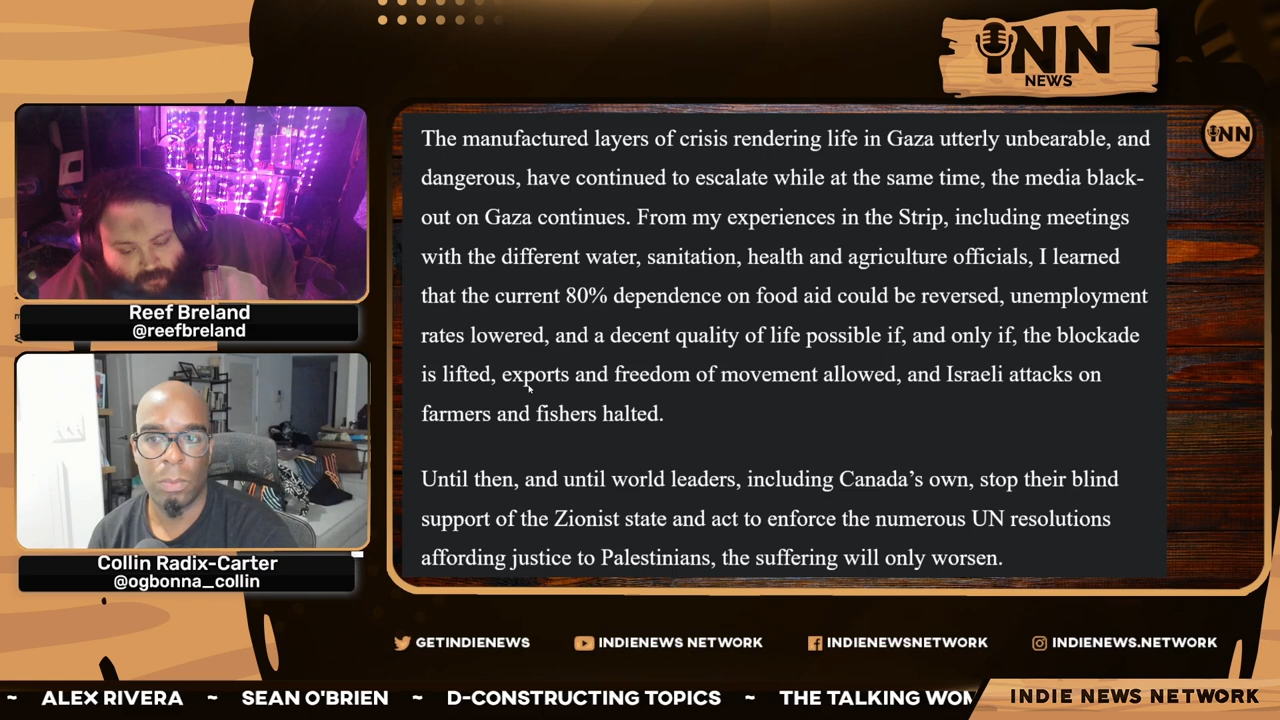 iNN
NEWS
iNN
The manufactured layers of crisis rendering life in Gaza utterly unbearable, and
dangerous, have continued to escalate while at the same time, the media black-
out on Gaza continues. From my experiences in the Strip, including meetings
with the different water, sanitation, health and agriculture officials, I learned
that the current 80% dependence on food aid could be reversed, unemployment
rates lowered, and a decent quality of life possible if, and only if, the blockade
is lifted, exports and freedom of movement allowed, and Israeli attacks on
farmers and fishers halted.
Until then, and until world leaders, including Canada’s own, stop their blind
support of the Zionist state and act to enforce the numerous UN resolutions
affording justice to Palestinians, the suffering will only worsen.
Reef Breland
@reefbreland
Collin Radix-Carter
@ogbonna_collin
GETINDIENEWS
INDIENEWS NETWORK
INDIENEWSNETWORK
INDIENEWS.NETWORK
~ ALEX RIVERA ~ SEAN O'BRIEN ~ D-CONSTRUCTING TOPICS ~ THE TALKING
INDIE NEWS NETWORK